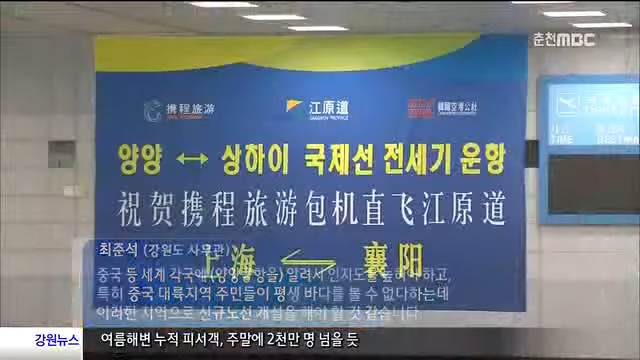 춘천MBC
携程旅游
江原道
韓國空港公社
양양 ↔ 상하이 국제선 전세기 운항
祝贺携程旅游包机直飞江原道
上海 襄阳
TIME
최준석 (강원도 사무관)
중국 등 세계 각국에 (양양공항을) 알려서 인지도를 높여야 하고,
특히 중국 대륙지역 주민들이 평생 바다를 볼 수 없다하는데
이러한 지역으로 신규노선 개설을 해야 할 것 같습니다
강원뉴스
여름해변 누적 피서객, 주말에 2천만 명 넘을 듯